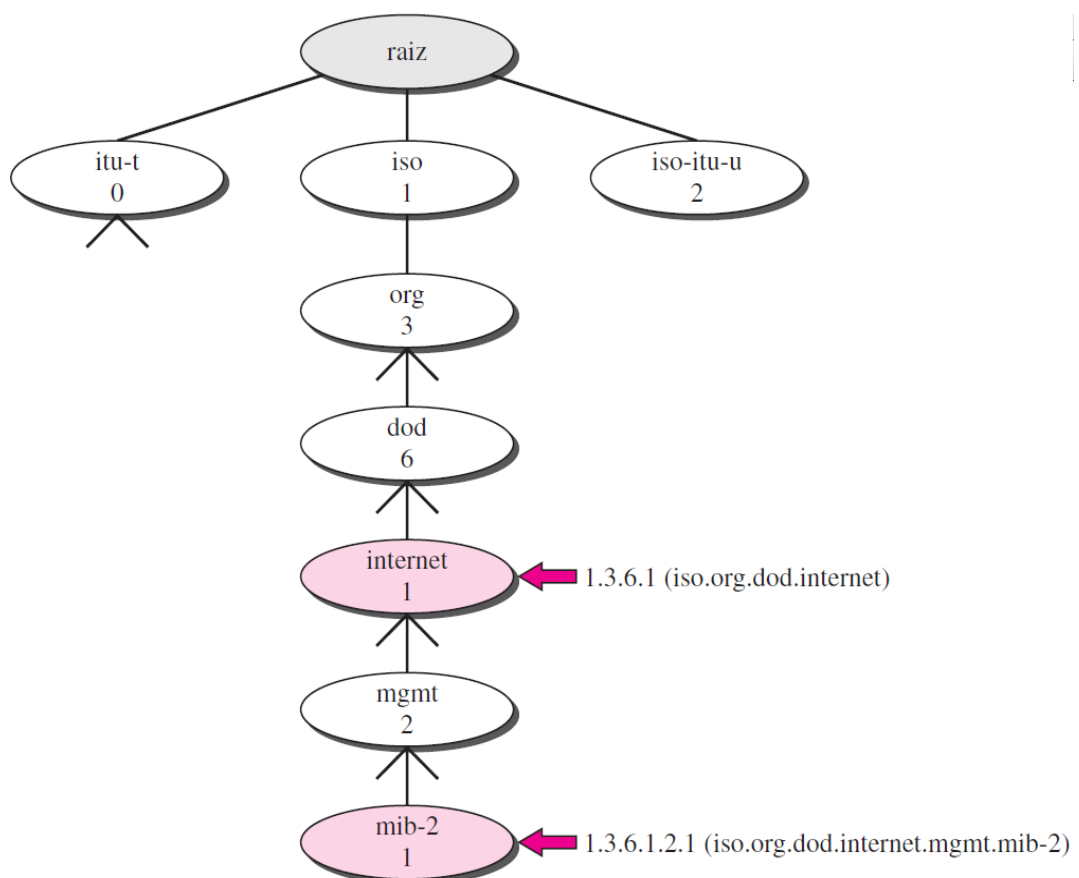 raiz
itu-t
0
iso
1
iso-itu-u
2
org
3
dod
6
internet
1
1.3.6.1 (iso.org.dod.internet)
mgmt
2
mib-2
1
1.3.6.1.2.1 (iso.org.dod.internet.mgmt.mib-2)